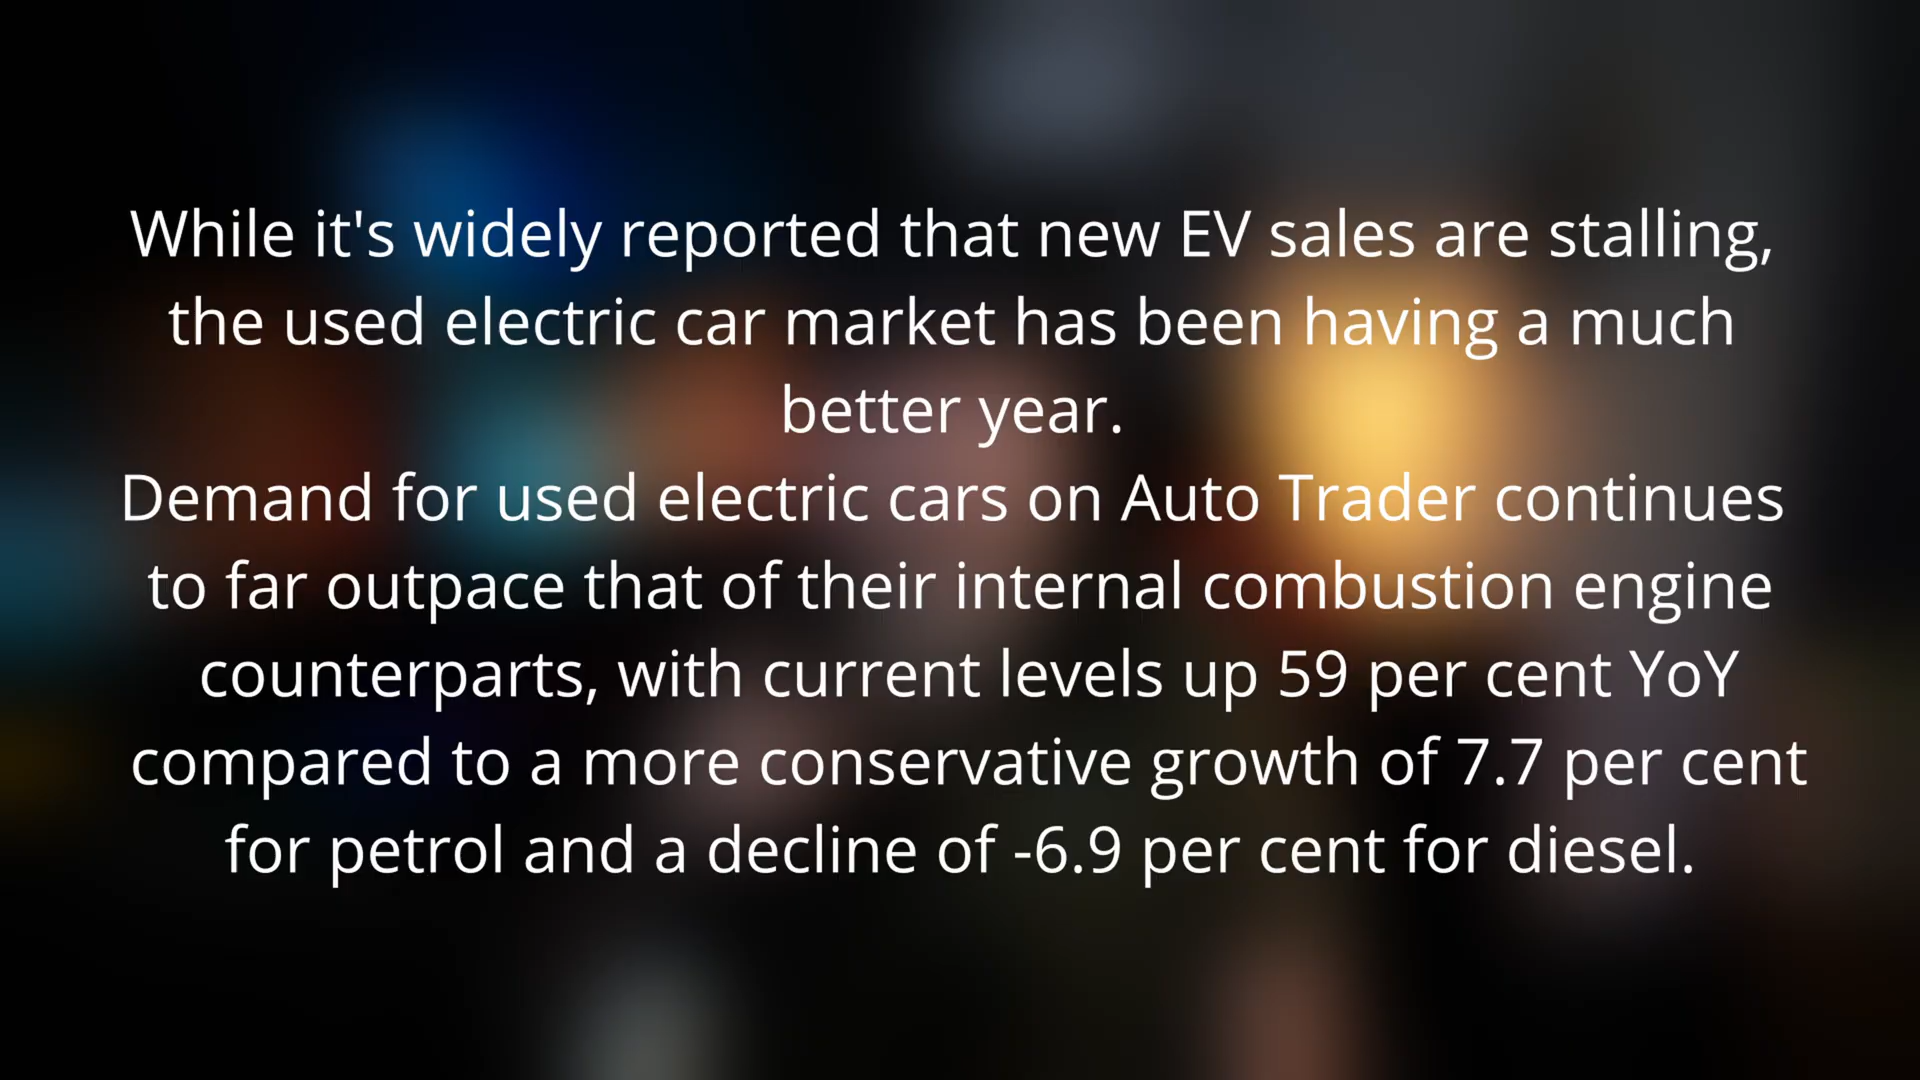 While it's widely reported that new EV sales are stalling,
the used electric car market has been having a much
better year.
Demand for used electric cars on Auto Trader continues
to far outpace that of their internal combustion engine
counterparts, with current levels up 59 per cent YoY
compared to a more conservative growth of 7.7 per cent
for petrol and a decline of -6.9 per cent for diesel.